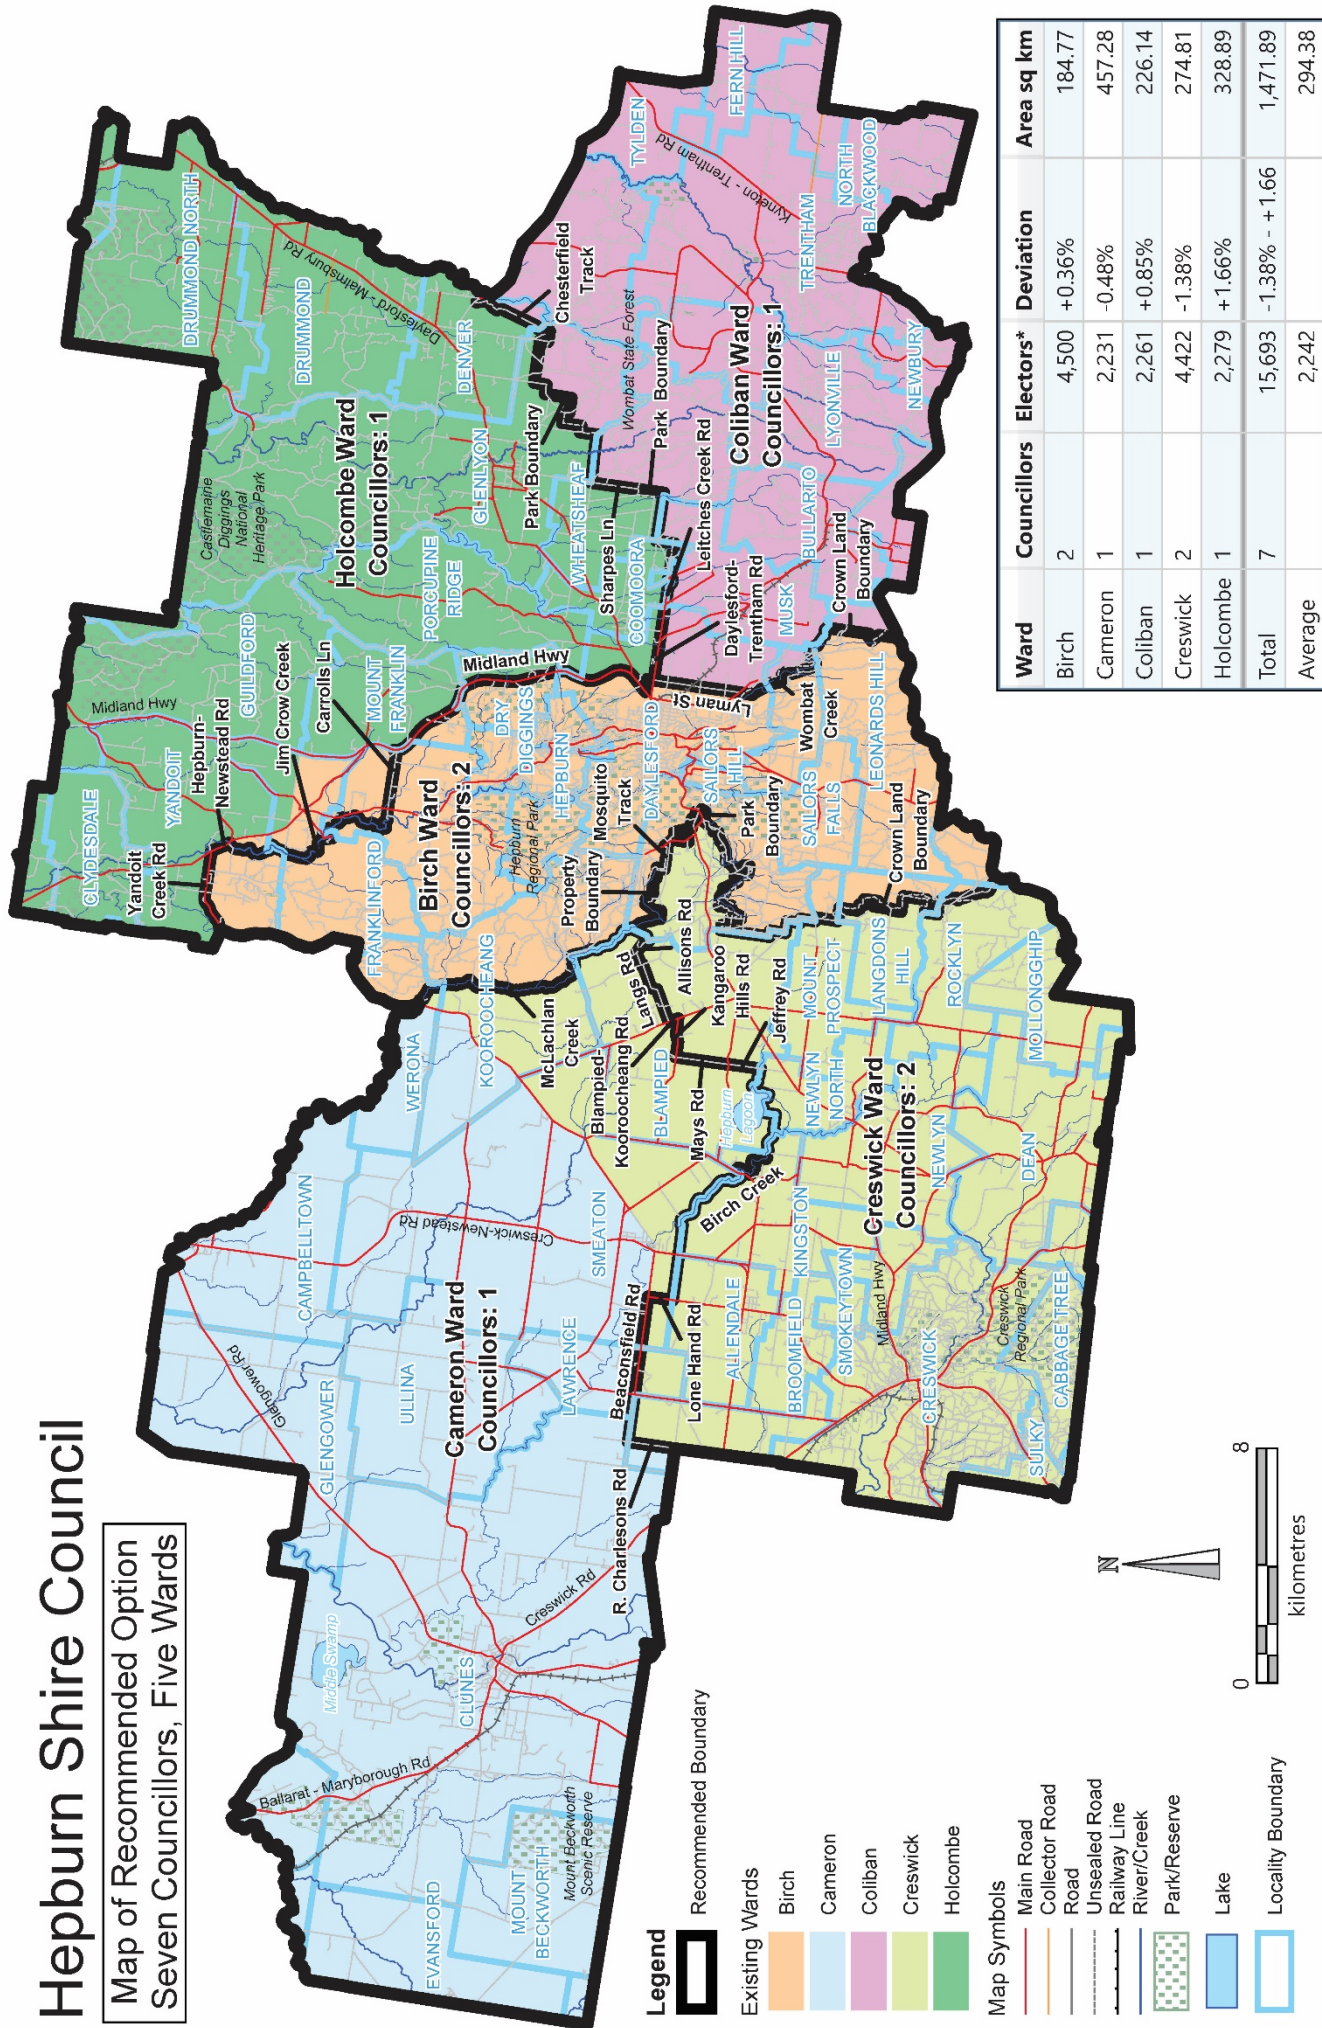 Hepburn Shire Council
Map of Recommended Option
Seven Councillors, Five Wards
Ballarat - Maryborough Rd
Middle Swamp
EVANSFORD
MOUNT
BECKWORTH
Mount Beckworth
Scenic Reserve
CLUNES
Creswick Rd
R. Charlesons Rd
Glengower Rd
GLENGOWER
ULLINA
CAMPBELLTOWN
Cameron Ward
Councillors: 1
LAWRENCE
SMEATON
Creswick-Newstead Rd
WERONA
Beaconsfield Rd
Lone Hand Rd
KOOROOCHEANG
McLachlan
Creek
Blampied-
Kooroocheang Rd
BLAMPIED
Langs Rd
Allisons Rd
Kangaroo
Hills Rd
Jeffrey Rd
Mays Rd
Hepburn
Lagoon
Birch Creek
ALLENDALE
BROOMFIELD
KINGSTON
SMOKEYTOWN
Midland Hwy
NEWLYN
NORTH
MOUNT
PROSPECT
LANGDONS
HILL
ROCKLYN
MOLLONGGHIP
Creswick Ward
Councillors: 2
NEWLYN
DEAN
CRESWICK
Creswick
Regional Park
CABBAGE TREE
SULKY
CLYDESDALE
Yandoit
Creek Rd
YANDOIT
Hepburn-
Newstead Rd
Midland Hwy
GUILDFORD
Jim Crow Creek
Carrolls Ln
MOUNT
FRANKLIN
FRANKLINFORD
Birch Ward
Councillors: 2
Hepburn
Regional Park
DRY
DIGGINGS
HEPBURN
Property
Boundary
Mosquito
Track
DAYLESFORD
SAILORS
HILL
Park
Boundary
SAILORS
FALLS
Wombat
Creek
LEONARDS HILL
Crown Land
Boundary
Midland Hwy
Lyman St
Castlemaine
Diggings
National
Heritage Park
Holcombe Ward
Councillors: 1
PORCUPINE
RIDGE
GLENLYON
DRUMMOND NORTH
DRUMMOND
Daylesford - Malmsbury Rd
DENVER
Park Boundary
WHEATSHEAF
Sharpes Ln
COOMOORA
Chesterfield
Track
Wombat State Forest
Park Boundary
Leitches Creek Rd
Daylesford-
Trentham Rd
Coliban Ward
Councillors: 1
MUSK
BULLARTO
Crown Land
Boundary
LYONVILLE
NEWBURY
TRENTHAM
Kyneton - Trentham Rd
TYLDEN
FERN HILL
NORTH
BLACKWOOD
Legend
Recommended Boundary
Existing Wards
Birch
Cameron
Coliban
Creswick
Holcombe
Map Symbols
Main Road
Collector Road
Road
Unsealed Road
Railway Line
River/Creek
Park/Reserve
Lake
Locality Boundary
N
0 8
kilometres
Ward Councillors Electors* Deviation Area sq km
Birch 2 4,500 +0.36% 184.77
Cameron 1 2,231 -0.48% 457.28
Coliban 1 2,261 +0.85% 226.14
Creswick 2 4,422 -1.38% 274.81
Holcombe 1 2,279 +1.66% 328.89
Total 7 15,693 -1.38% - +1.66 1,471.89
Average 2,242 294.38